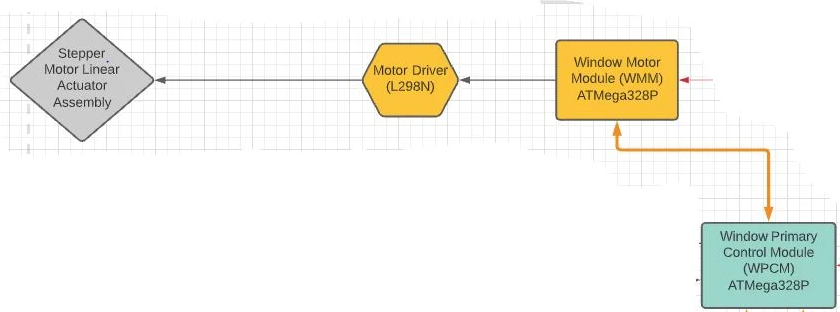 Stepper
Motor Linear
Actuator
Assembly
Motor Driver
(L298N)
Window Motor
Module (WMM)
ATMega328P
Window Primary
Control Module
(WPCM)
ATMega328P